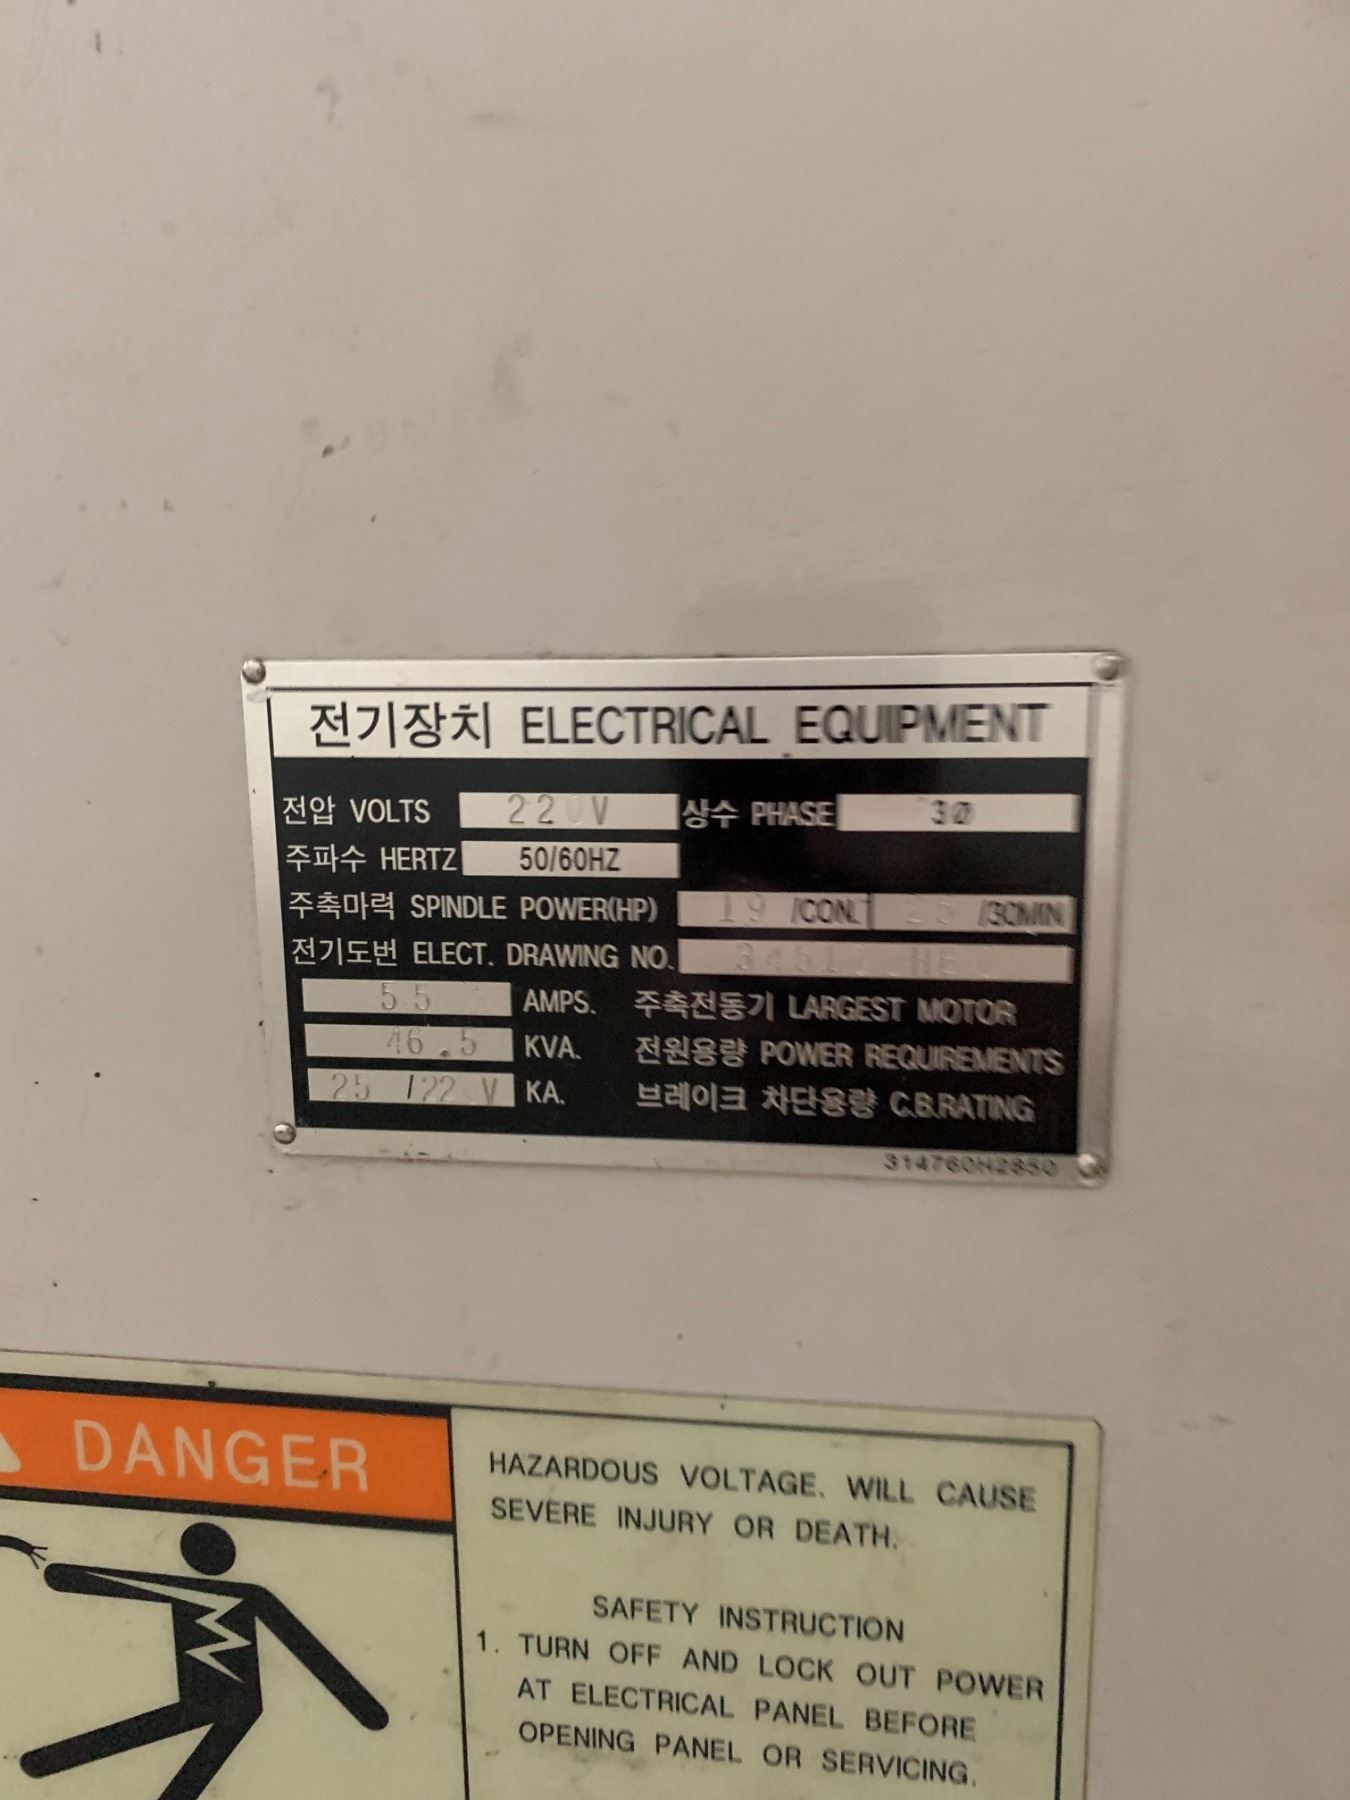 전기장치 ELECTRICAL EQUIPMENT
전압 VOLTS 220V 상수 PHASE 3Ø
주파수 HERTZ 50/60HZ
주축마력 SPINDLE POWER(HP) 19 /CONT 25 /30MIN
전기도번 ELECT. DRAWING NO.
55 AMPS. 주축전동기 LARGEST MOTOR
46.5 KVA. 전원용량 POWER REQUIREMENTS
25 /220V KA. 브레이크 차단용량 C.B.RATING
314760H2850
DANGER
HAZARDOUS VOLTAGE. WILL CAUSE
SEVERE INJURY OR DEATH.
SAFETY INSTRUCTION
1. TURN OFF AND LOCK OUT POWER
AT ELECTRICAL PANEL BEFORE
OPENING PANEL OR SERVICING.